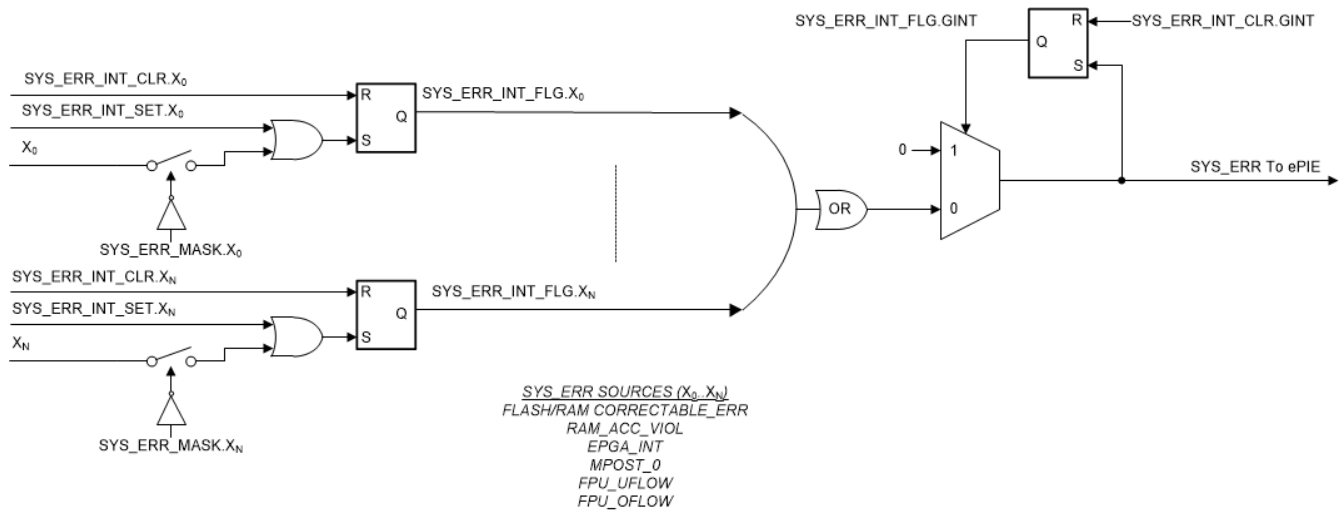 SYS_ERR_INT_FLG.GINT
R
SYS_ERR_INT_CLR.GINT
Q
S
SYS_ERR_INT_CLR.X₀
R
SYS_ERR_INT_FLG.X₀
SYS_ERR_INT_SET.X₀
Q
S
X₀
0
1
SYS_ERR To ePIE
OR
0
SYS_ERR_MASK.X₀
SYS_ERR_INT_CLR.Xₙ
R
SYS_ERR_INT_FLG.Xₙ
SYS_ERR_INT_SET.Xₙ
Q
S
Xₙ
SYS_ERR_MASK.Xₙ
SYS_ERR SOURCES (X₀..Xₙ)
FLASH/RAM CORRECTABLE_ERR
RAM_ACC_VIOL
EPGA_INT
MPOST_0
FPU_UFLOW
FPU_OFLOW